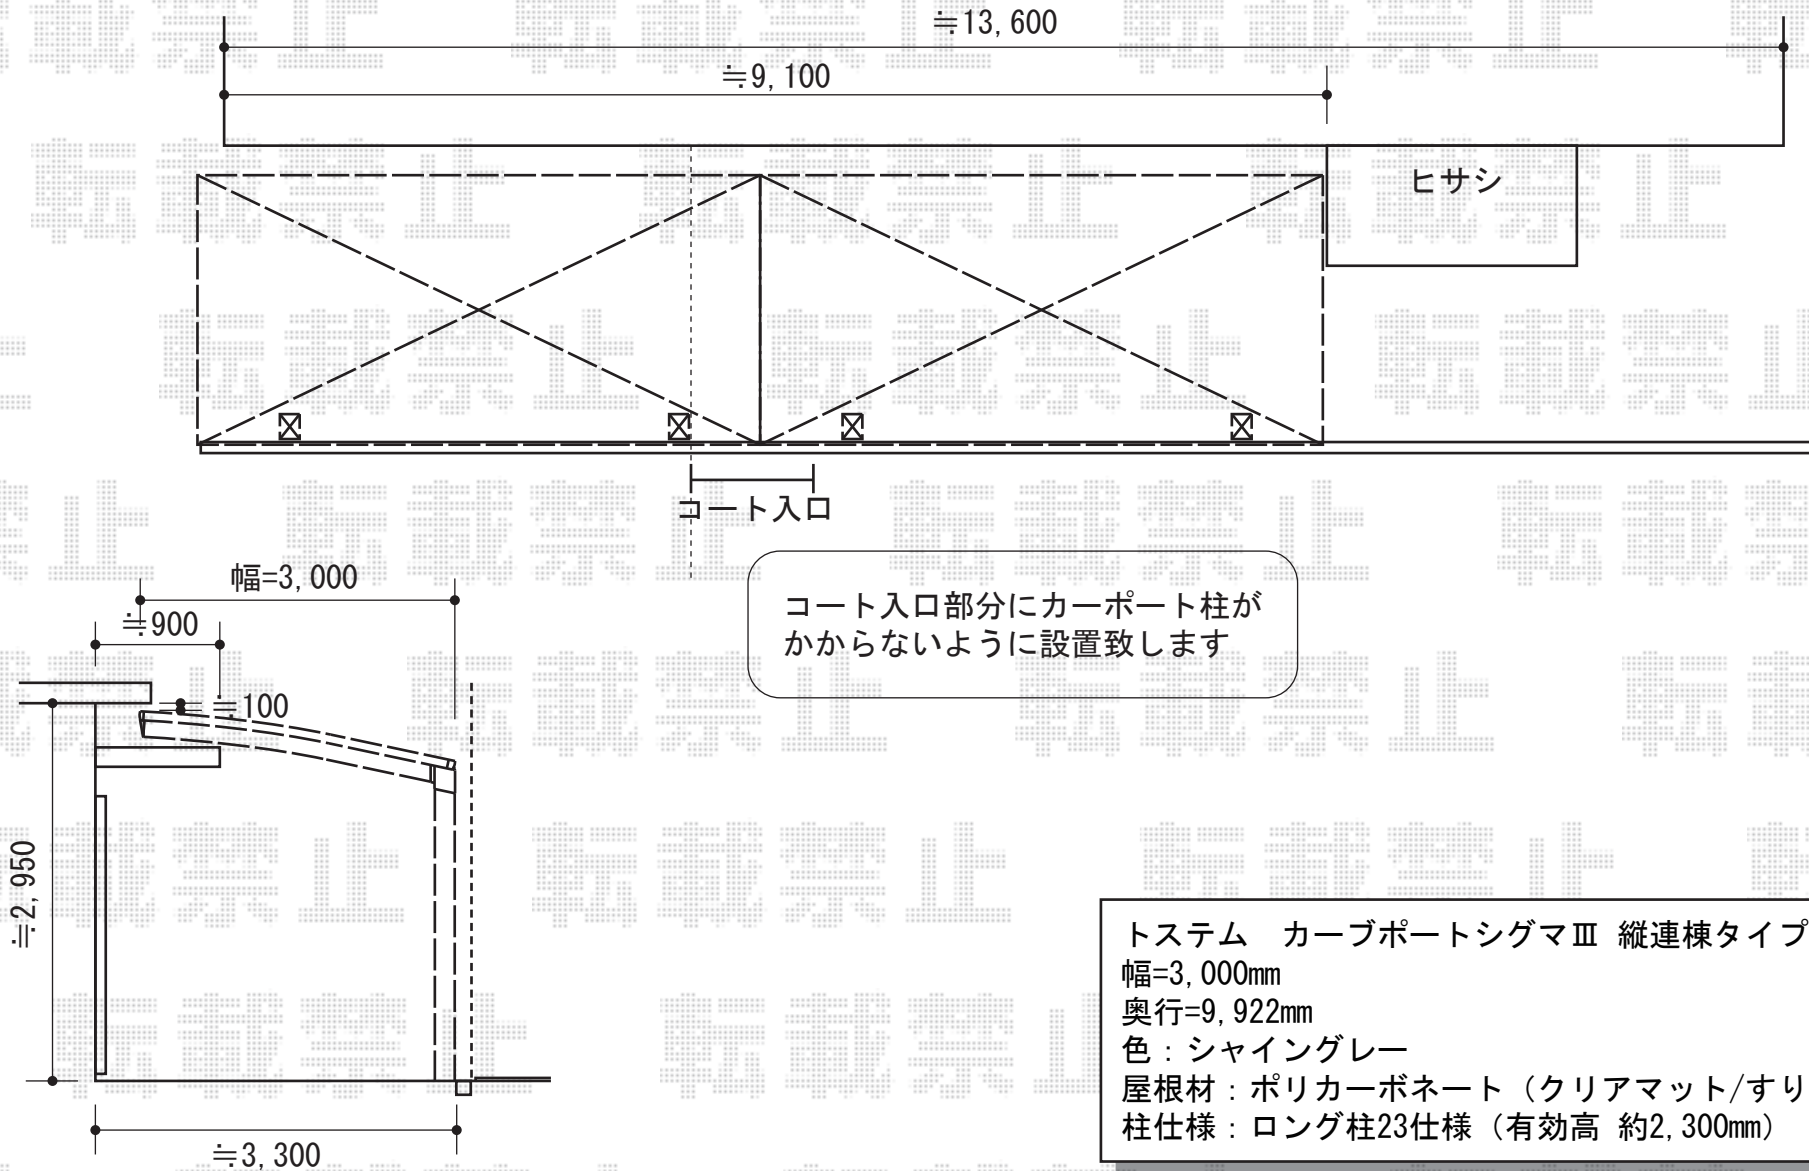 ≒13,600
≒9,100
ヒサシ
コート入口
コート入口部分にカーポート柱が
かからないように設置致します
幅=3,000
≒900
≒100
≒2,950
≒3,300
トステム カーブポートシグマⅢ 縦連棟タイプ
幅=3,000mm
奥行=9,922mm
色：シャイングレー
屋根材：ポリカーボネート（クリアマット/すり
柱仕様：ロング柱23仕様（有効高 約2,300mm）
転載禁止